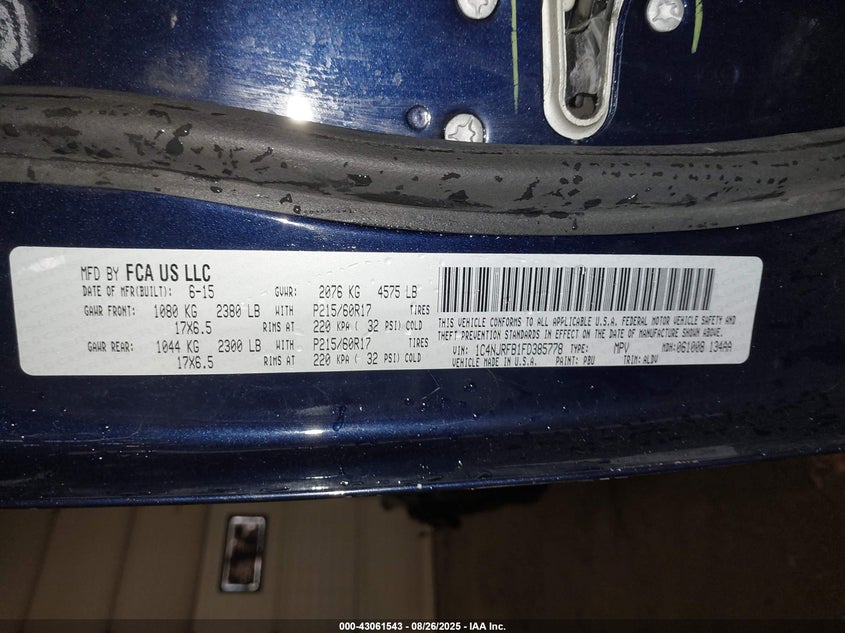 MFD BY FCA US LLC
DATE OF MFR(BUILT): 6-15 GVWR: 2076 KG 4575 LB
GAWR FRONT: 1080 KG 2380 LB WITH P215/60R17 TIRES
17X6.5 RIMS AT 220 KPA ( 32 PSI) COLD
GAWR REAR: 1044 KG 2300 LB WITH P215/60R17 TIRES
17X6.5 RIMS AT 220 KPA ( 32 PSI) COLD
THIS VEHICLE CONFORMS TO ALL APPLICABLE U.S.A. FEDERAL MOTOR VEHICLE SAFETY AND
THEFT PREVENTION STANDARDS IN EFFECT ON THE DATE OF MANUFACTURE SHOWN ABOVE.
VIN: 1C4NJRFB1FD385778 TYPE: MPV MDH: 061008 134AA
VEHICLE MADE IN U.S.A. PAINT: PBU TRIM: ALDV
000-43061543 - 08/26/2025 - IAA Inc.